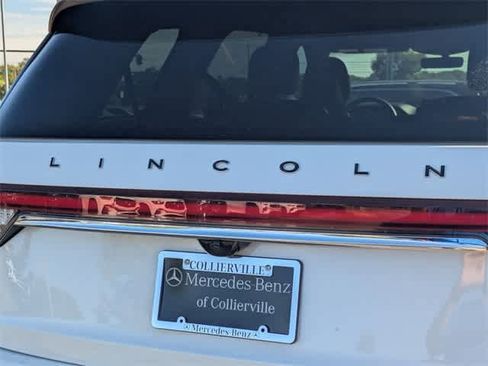 LINCOLN
COLLIERVILLE
Mercedes-Benz
of Collierville
Mercedes-Benz